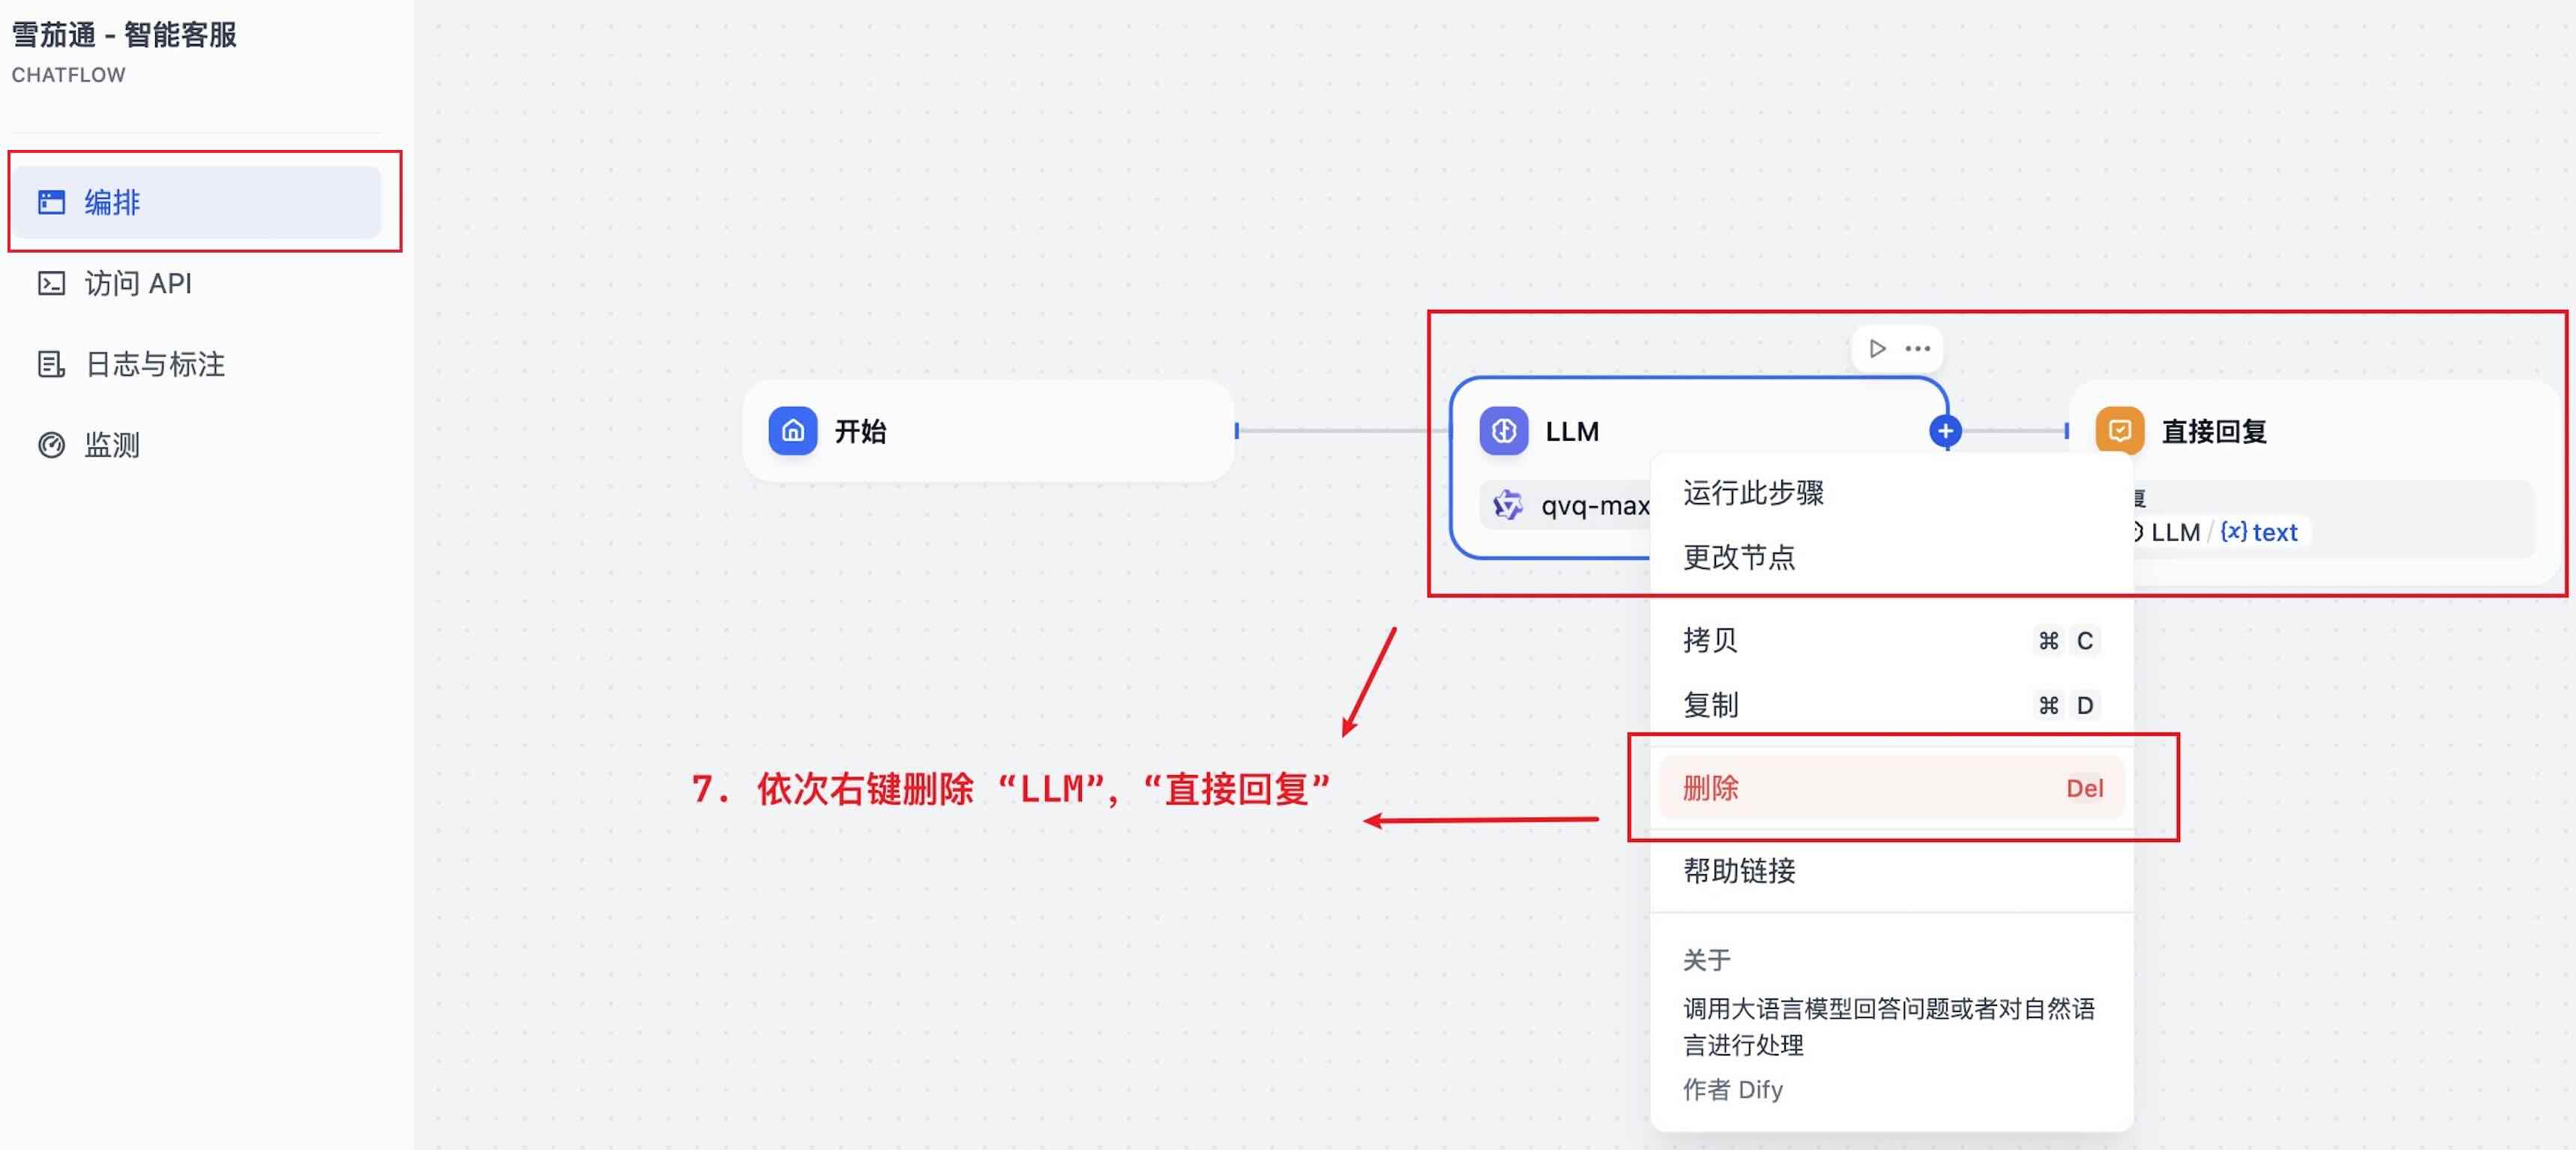 雪茄通 - 智能客服
CHATFLOW
编排
访问 API
日志与标注
监测
开始
LLM
qvq-max
直接回复
LLM / {x} text
运行此步骤
更改节点
拷贝 ⌘ C
复制 ⌘ D
删除 Del
帮助链接
关于
调用大语言模型回答问题或者对自然语
言进行处理
作者 Dify
7. 依次右键删除 “LLM”，“直接回复”